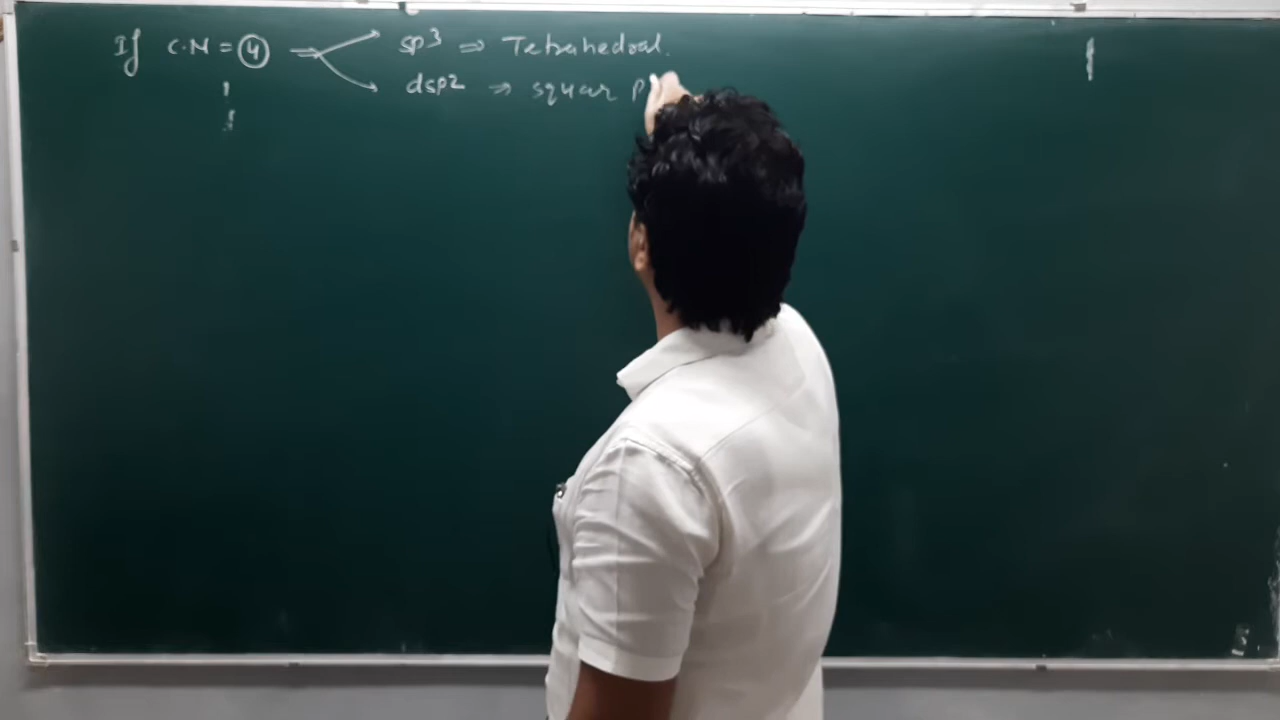 If C.N = 4 ⇒ sp3 ⇒ Tetrahedral.
dsp2 ⇒ squar p